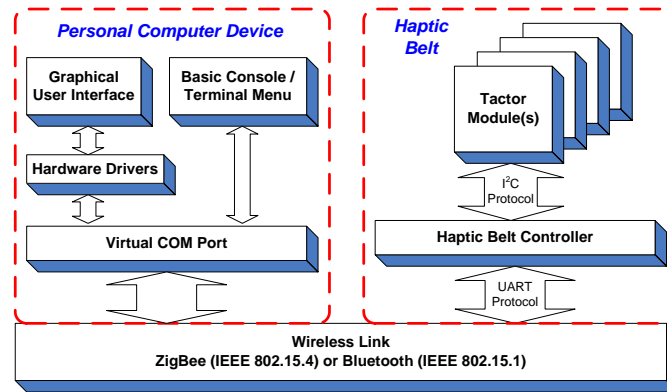 Personal Computer Device
Graphical
User Interface
Basic Console /
Terminal Menu
Hardware Drivers
Virtual COM Port
Haptic
Belt
Tactor
Module(s)
I²C
Protocol
Haptic Belt Controller
UART
Protocol
Wireless Link
ZigBee (IEEE 802.15.4) or Bluetooth (IEEE 802.15.1)